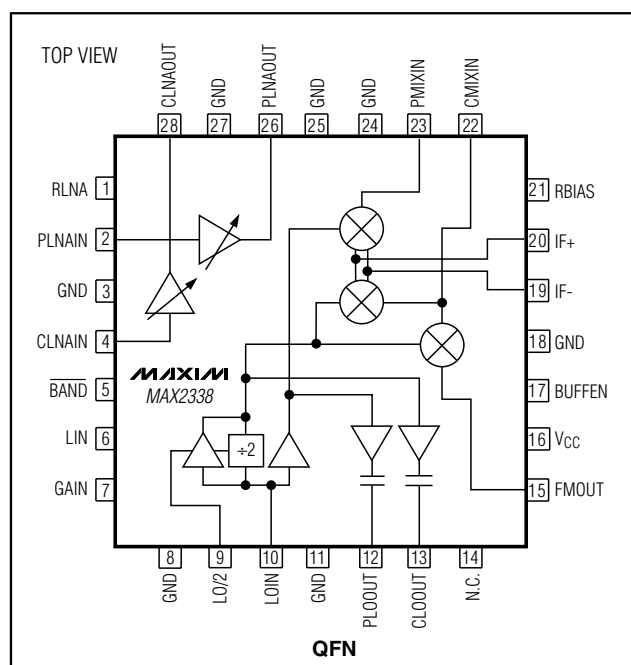 TOP VIEW
CLNAOUT
GND
PLNAOUT
GND
GND
PMIXIN
CMIXIN
28
27
26
25
24
23
22
RLNA 1
PLNAIN 2
GND 3
CLNAIN 4
BAND 5
LIN 6
GAIN 7
21 RBIAS
20 IF+
19 IF-
18 GND
17 BUFFEN
16 VCC
15 FMOUT
MAXIM
MAX2338
÷2
8
9
10
11
12
13
14
GND
LO/2
LOIN
GND
PLOOUT
CLOOUT
N.C.
QFN